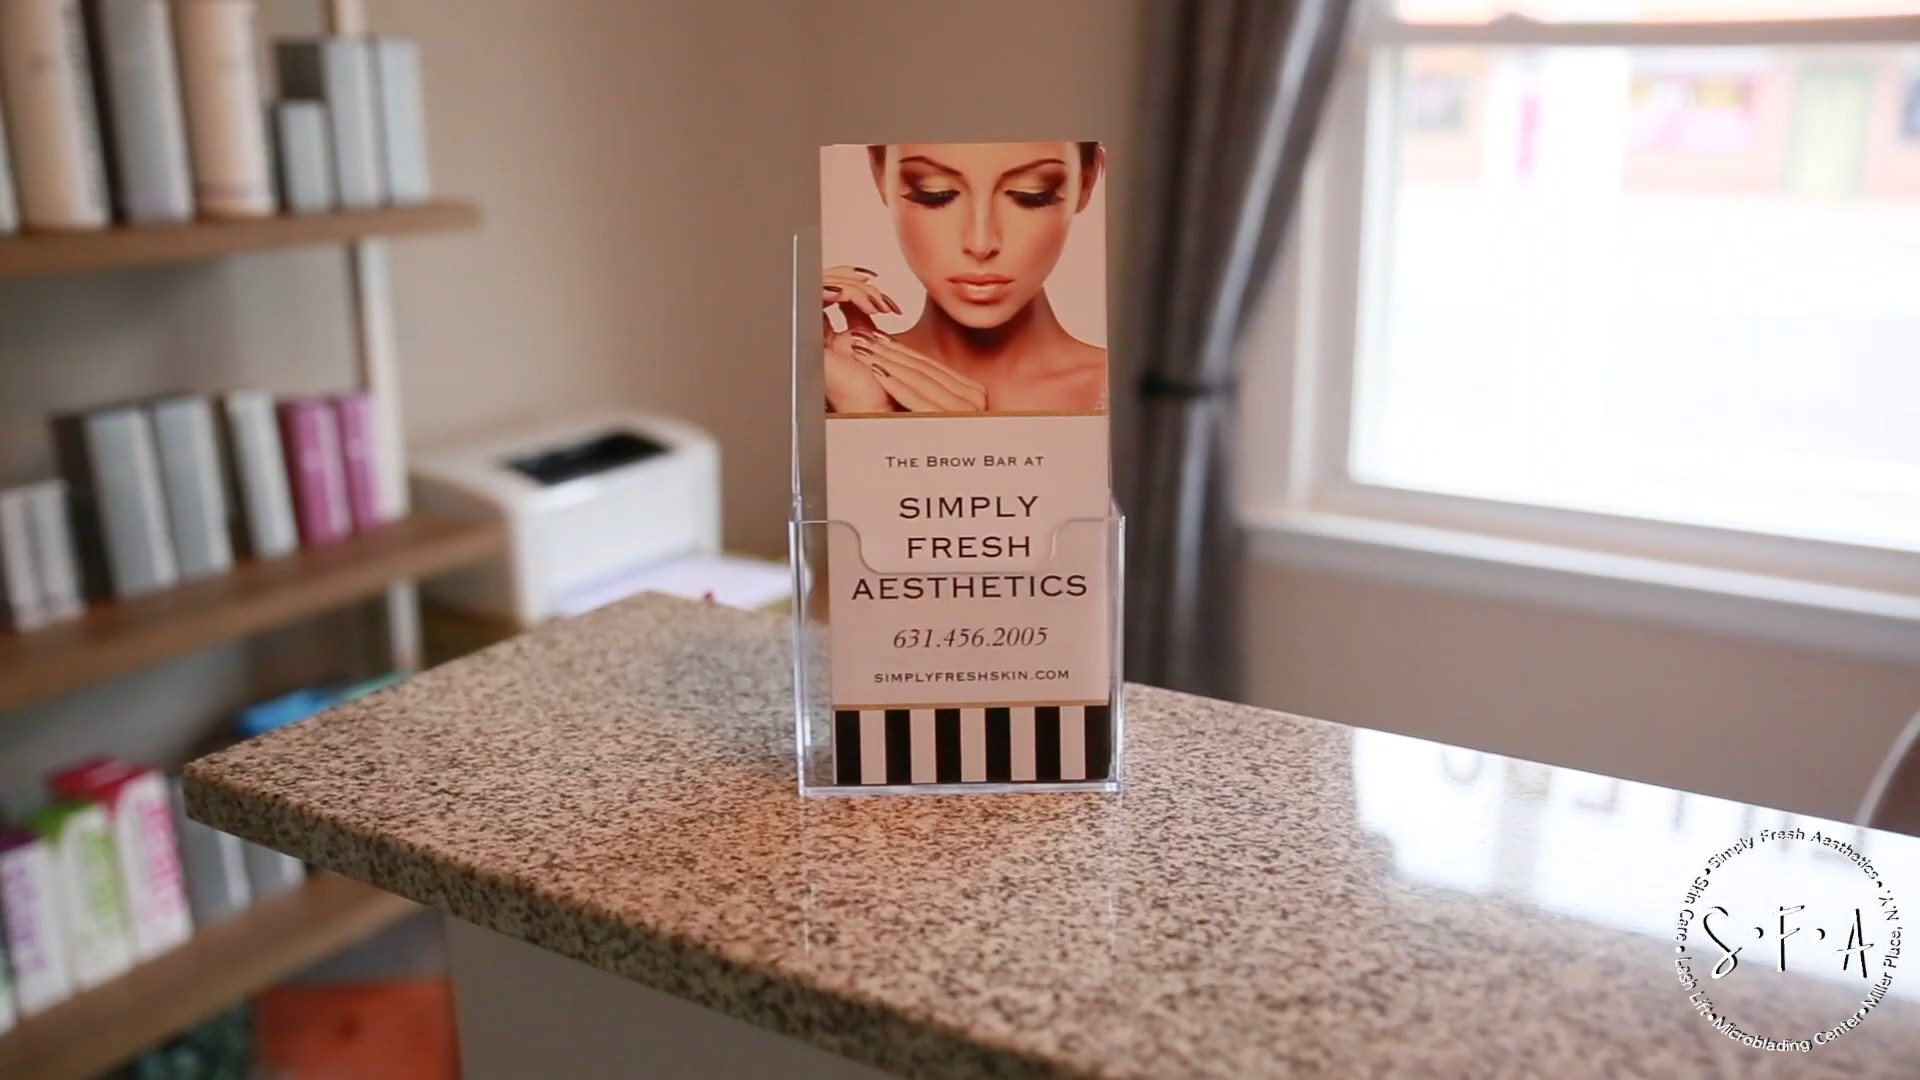 THE BROW BAR AT
SIMPLY
FRESH
AESTHETICS
631.456.2005
SIMPLYFRESHSKIN.COM
• Simply Fresh Aesthetics • Miller Place, N.Y. • Microblading Center • Lash Lift • Skin Care
S · F · A